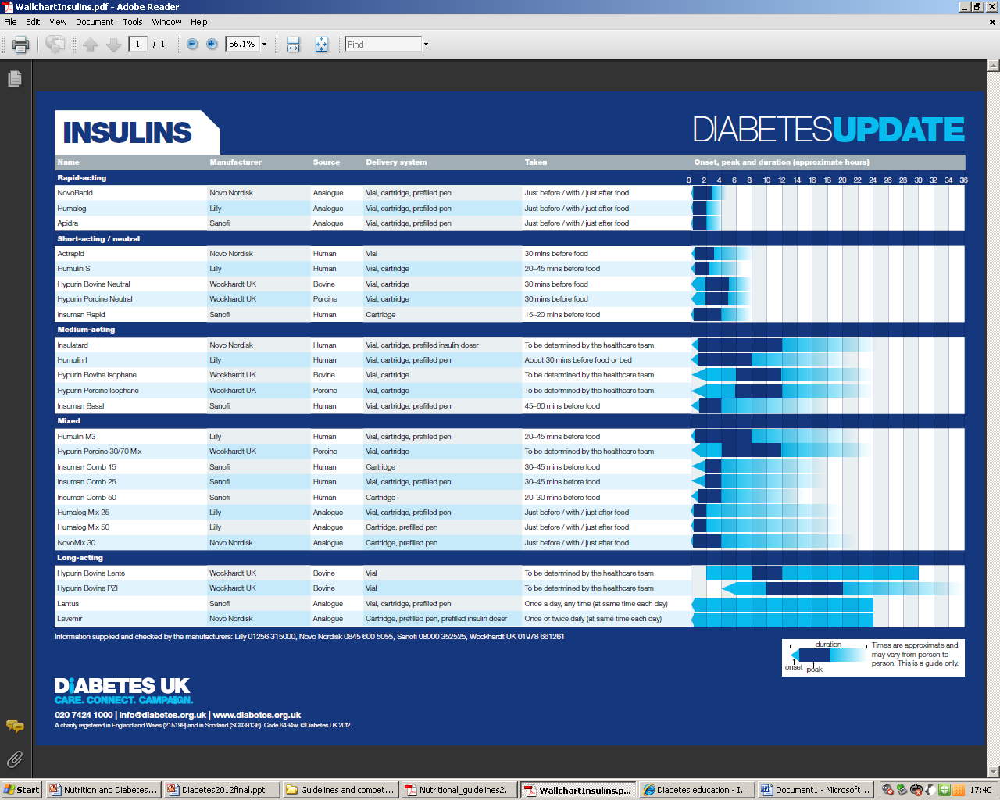 WallchartInsulins.pdf - Adobe Reader
File Edit View Document Tools Window Help
1 / 1 56.1% Find
INSULINS
DIABETESUPDATE
Name Manufacturer Source Delivery system Taken Onset, peak and duration (approximate hours)
Rapid-acting 0 2 4 6 8 10 12 14 16 18 20 22 24 26 28 30 32 34 36
NovoRapid Novo Nordisk Analogue Vial, cartridge, prefilled pen Just before / with / just after food
Humalog Lilly Analogue Vial, cartridge, prefilled pen Just before / with / just after food
Apidra Sanofi Analogue Vial, cartridge, prefilled pen Just before / with / just after food
Short-acting / neutral
Actrapid Novo Nordisk Human Vial 30 mins before food
Humulin S Lilly Human Vial, cartridge 20–45 mins before food
Hypurin Bovine Neutral Wockhardt UK Bovine Vial, cartridge 30 mins before food
Hypurin Porcine Neutral Wockhardt UK Porcine Vial, cartridge 30 mins before food
Insuman Rapid Sanofi Human Cartridge 15–20 mins before food
Medium-acting
Insulatard Novo Nordisk Human Vial, cartridge, prefilled insulin doser To be determined by the healthcare team
Humulin I Lilly Human Vial, cartridge, prefilled pen About 30 mins before food or bed
Hypurin Bovine Isophane Wockhardt UK Bovine Vial, cartridge To be determined by the healthcare team
Hypurin Porcine Isophane Wockhardt UK Porcine Vial, cartridge To be determined by the healthcare team
Insuman Basal Sanofi Human Vial, cartridge, prefilled pen 45–60 mins before food
Mixed
Humulin M3 Lilly Human Vial, cartridge, prefilled pen 20–45 mins before food
Hypurin Porcine 30/70 Mix Wockhardt UK Porcine Vial, cartridge To be determined by the healthcare team
Insuman Comb 15 Sanofi Human Cartridge 30–45 mins before food
Insuman Comb 25 Sanofi Human Vial, cartridge, prefilled pen 30–45 mins before food
Insuman Comb 50 Sanofi Human Cartridge 20–30 mins before food
Humalog Mix 25 Lilly Analogue Vial, cartridge, prefilled pen Just before / with / just after food
Humalog Mix 50 Lilly Analogue Cartridge, prefilled pen Just before / with / just after food
NovoMix 30 Novo Nordisk Analogue Cartridge, prefilled pen Just before / with / just after food
Long-acting
Hypurin Bovine Lente Wockhardt UK Bovine Vial To be determined by the healthcare team
Hypurin Bovine PZI Wockhardt UK Bovine Vial To be determined by the healthcare team
Lantus Sanofi Analogue Vial, cartridge, prefilled pen Once a day, any time (at same time each day)
Levemir Novo Nordisk Analogue Cartridge, prefilled pen, prefilled insulin doser Once or twice daily (at same time each day)
Information supplied and checked by the manufacturers: Lilly 01256 315000, Novo Nordisk 0845 600 5055, Sanofi 08000 352525, Wockhardt UK 01978 661261
duration
onset peak
Times are approximate and
may vary from person to
person. This is a guide only.
DIABETES UK
CARE. CONNECT. CAMPAIGN.
020 7424 1000 | info@diabetes.org.uk | www.diabetes.org.uk
A charity registered in England and Wales (215199) and in Scotland (SC039136). Code 6434w. ©Diabetes UK 2012.
Start Nutrition and Diabetes... Diabetes2012final.ppt Guidelines and compet... Nutritional_guidelines2... WallchartInsulins.p... Diabetes education - I... Document1 - Microsoft... 17:40